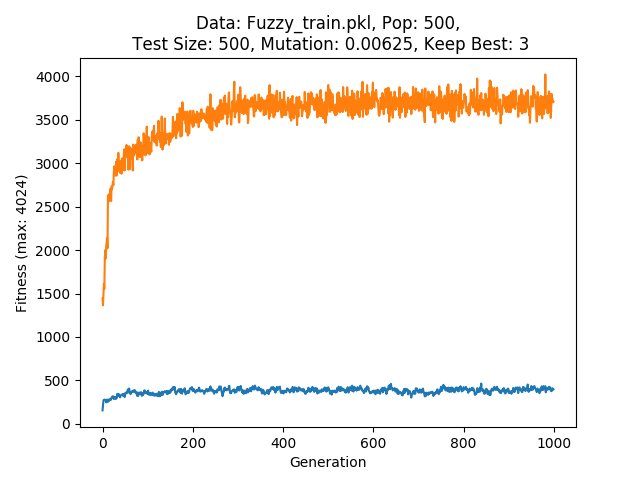 Data: Fuzzy_train.pkl, Pop: 500,
Test Size: 500, Mutation: 0.00625, Keep Best: 3
Fitness (max: 4024)
4000
3500
3000
2500
2000
1500
1000
500
0
0 200 400 600 800 1000
Generation